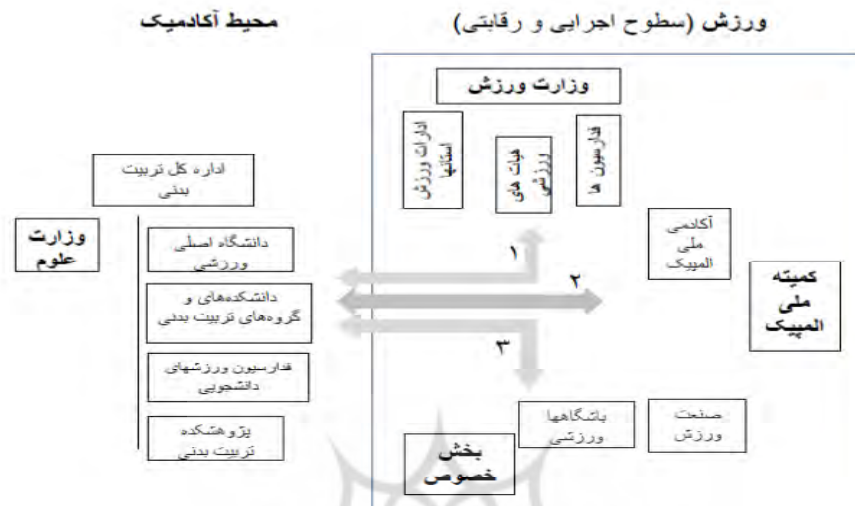 ورزش (سطوح اجرایی و رقابتی)
محیط آکادمیک
وزارت ورزش
فدارسیون ها
هیات های
ورزشی
ادارات ورزش
استانها
آکادمی
ملی
المپیک
کمیته
ملی
المپیک
۱
۲
۳
صنعت
ورزش
باشگاهها
ورزشی
بخش
خصوص
اداره کل تربیت
بدنی
وزارت
علوم
دانشگاه اصلی
ورزشی
دانشکده‌های و
گروه‌های تربیت بدنی
فدارسیون ورزشهای
دانشجویی
پژوهشکده
تربیت بدنی